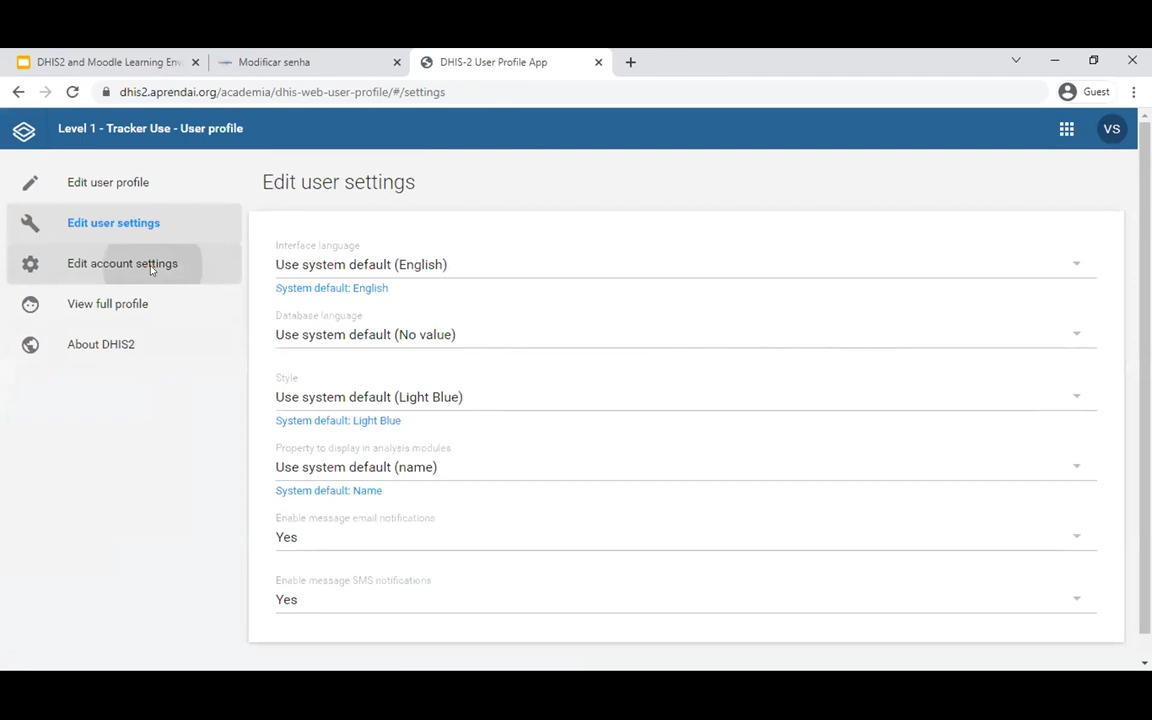 DHIS2 and Moodle Learning Env
Modificar senha
DHIS-2 User Profile App
dhis2.aprendai.org/academia/dhis-web-user-profile/#/settings
Guest
Level 1 - Tracker Use - User profile
VS
Edit user profile
Edit user settings
Edit account settings
View full profile
About DHIS2
Edit user settings
Interface language
Use system default (English)
System default: English
Database language
Use system default (No value)
Style
Use system default (Light Blue)
System default: Light Blue
Property to display in analysis modules
Use system default (name)
System default: Name
Enable message email notifications
Yes
Enable message SMS notifications
Yes